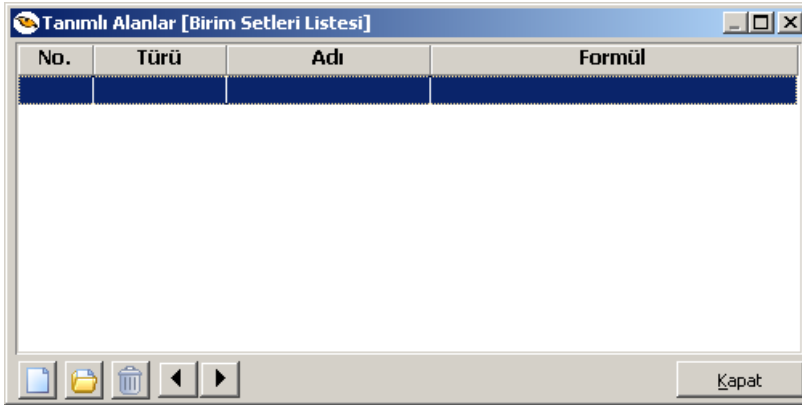 Tanımlı Alanlar [Birim Setleri Listesi]
No. Türü Adı Formül
Kapat